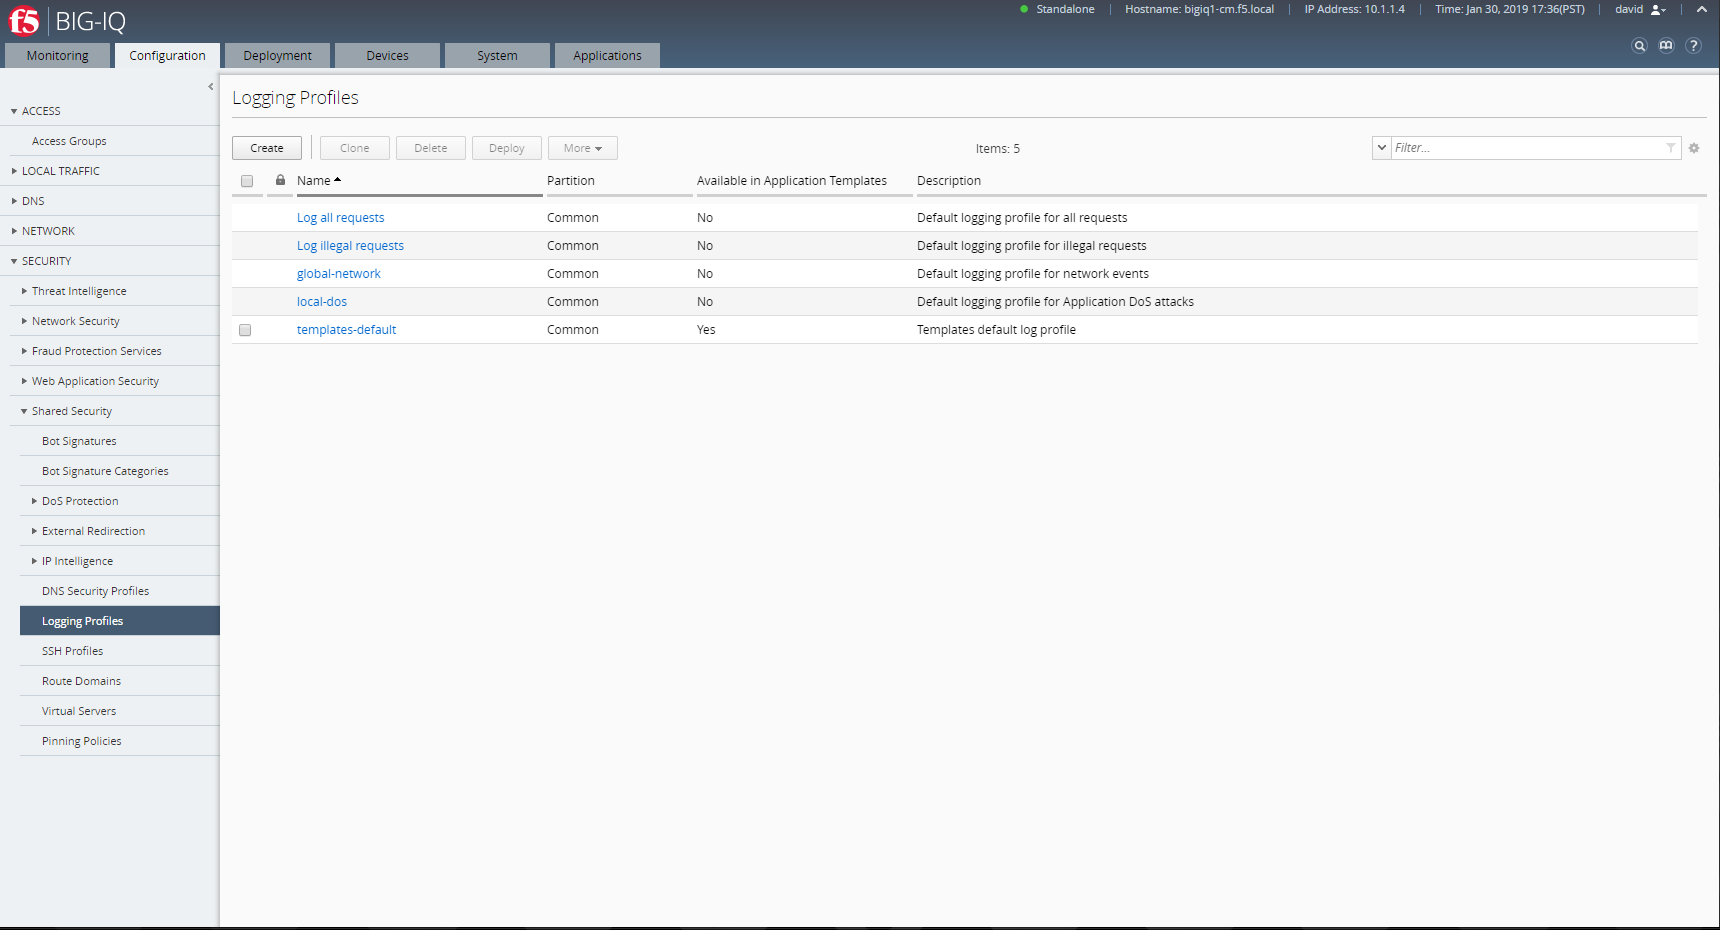 f5 BIG-IQ
Standalone | Hostname: bigiq1-cm.f5.local | IP Address: 10.1.1.4 | Time: Jan 30, 2019 17:36(PST) | david
Monitoring Configuration Deployment Devices System Applications
?
ACCESS
Access Groups
LOCAL TRAFFIC
DNS
NETWORK
SECURITY
Threat Intelligence
Network Security
Fraud Protection Services
Web Application Security
Shared Security
Bot Signatures
Bot Signature Categories
DoS Protection
External Redirection
IP Intelligence
DNS Security Profiles
Logging Profiles
SSH Profiles
Route Domains
Virtual Servers
Pinning Policies
Logging Profiles
Create Clone Delete Deploy More Items: 5 Filter...
Name Partition Available in Application Templates Description
Log all requests Common No Default logging profile for all requests
Log illegal requests Common No Default logging profile for illegal requests
global-network Common No Default logging profile for network events
local-dos Common No Default logging profile for Application DoS attacks
templates-default Common Yes Templates default log profile